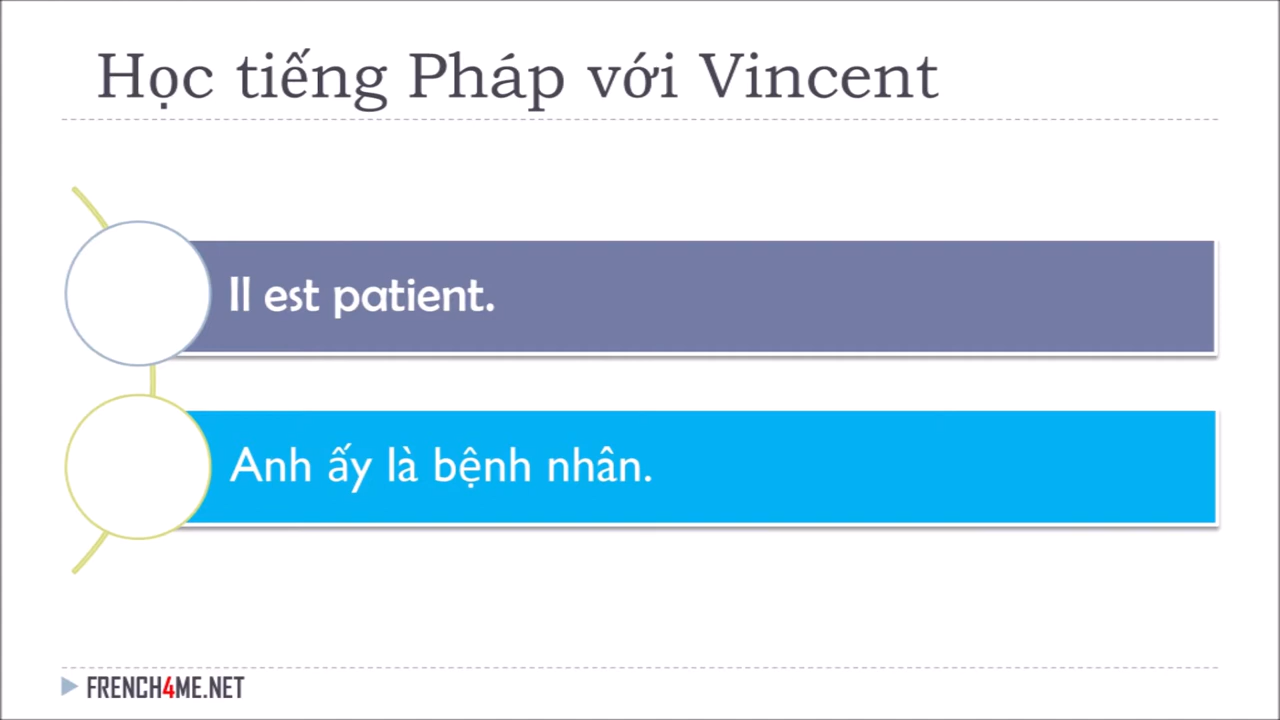 Học tiếng Pháp với Vincent
Il est patient.
Anh ấy là bệnh nhân.
FRENCH4ME.NET